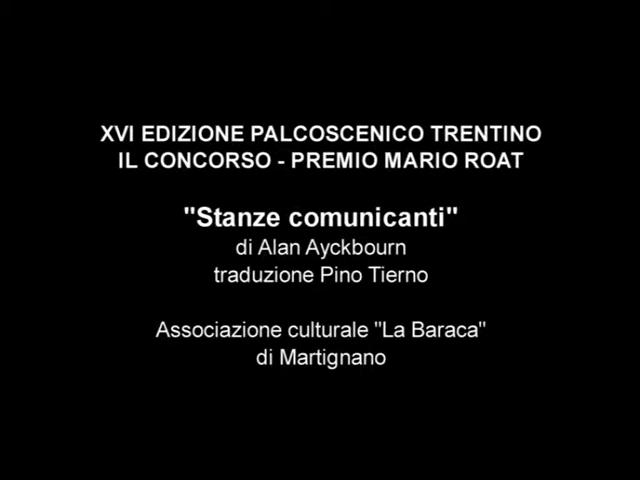 XVI EDIZIONE PALCOSCENICO TRENTINO
IL CONCORSO - PREMIO MARIO ROAT
"Stanze comunicanti"
di Alan Ayckbourn
traduzione Pino Tierno
Associazione culturale "La Baraca"
di Martignano